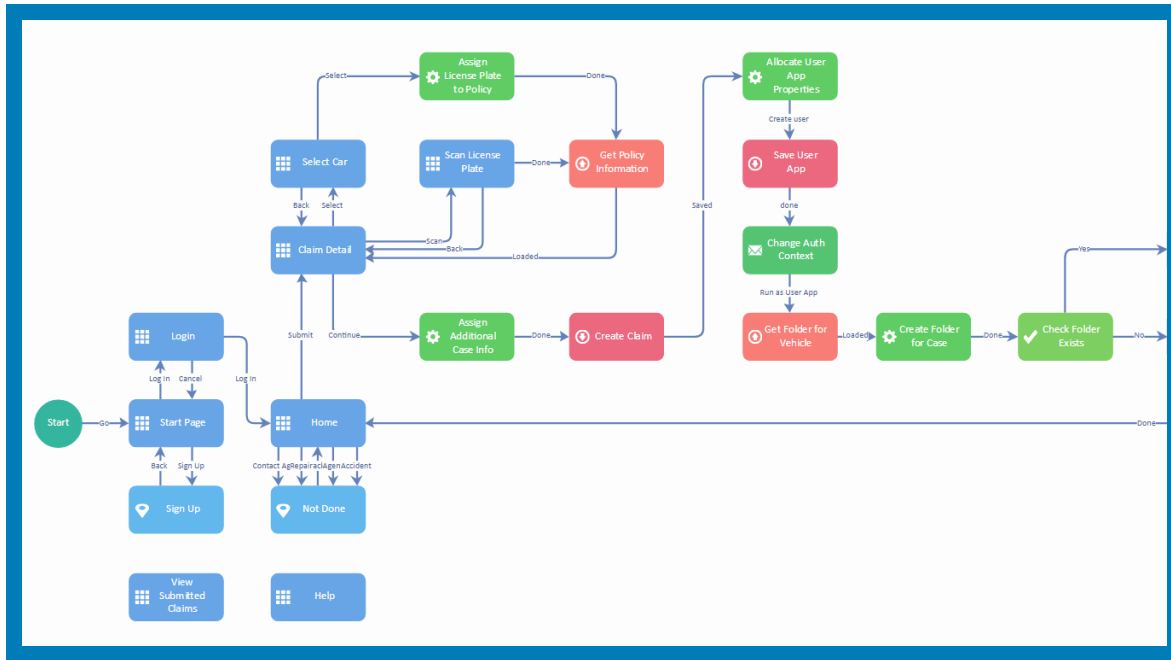 Assign
License Plate
to Policy
Allocate User
App
Properties
Select
Done
Create user
Select Car
Scan License
Plate
Done
Get Policy
Information
Save User
App
Back
Select
Saved
done
Scan
Back
Loaded
Claim Detail
Change Auth
Context
Yes
Run as User App
Login
Submit
Continue
Assign
Additional
Case Info
Done
Create Claim
Get Folder for
Vehicle
Loaded
Create Folder
for Case
Done
Check Folder
Exists
No
Log In
Cancel
Log In
Start
Go
Start Page
Home
Done
Back
Sign Up
Contact Ag
Accident
Sign Up
Not Done
View
Submitted
Claims
Help